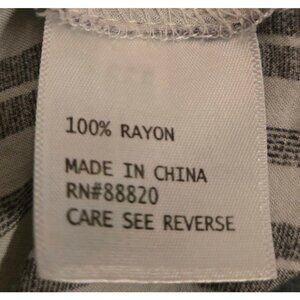 100% RAYON
MADE IN CHINA
RN#88820
CARE SEE REVERSE